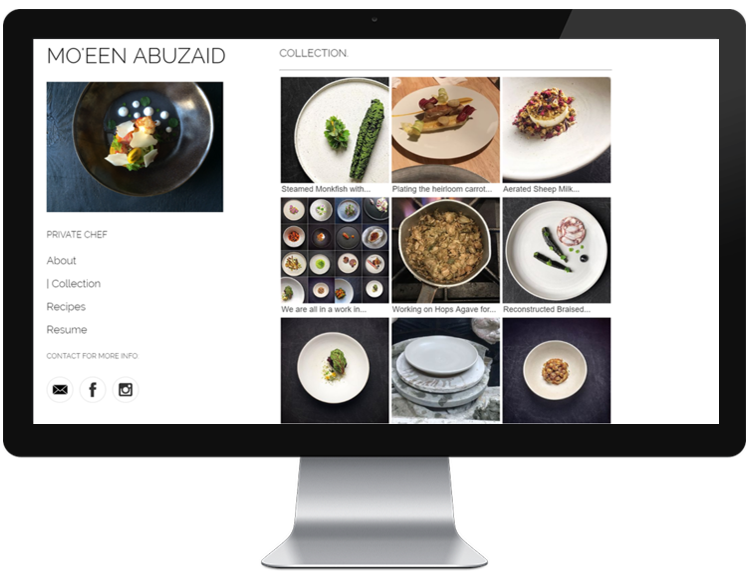 MO'EEN ABUZAID
PRIVATE CHEF
About
| Collection
Recipes
Resume
CONTACT FOR MORE INFO.
COLLECTION.
Steamed Monkfish with...
Plating the heirloom carrot...
Aerated Sheep Milk...
We are all in a work in...
Working on Hops Agave for...
Reconstructed Braised...